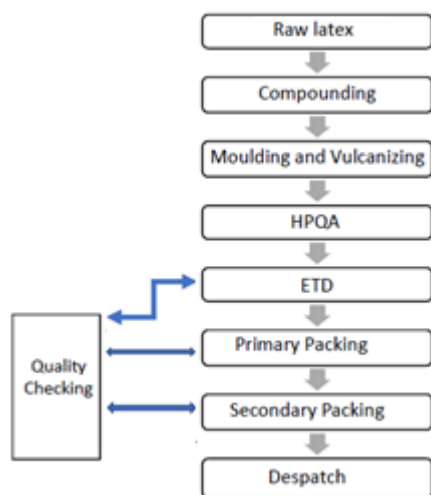 Raw latex
Compounding
Moulding and Vulcanizing
HPQA
ETD
Quality
Checking
Primary Packing
Secondary Packing
Despatch